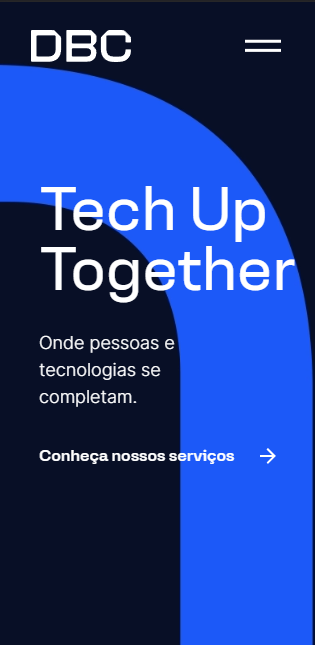 DBC
Tech Up
Together
Onde pessoas e
tecnologias se
completam.
Conheça nossos serviços